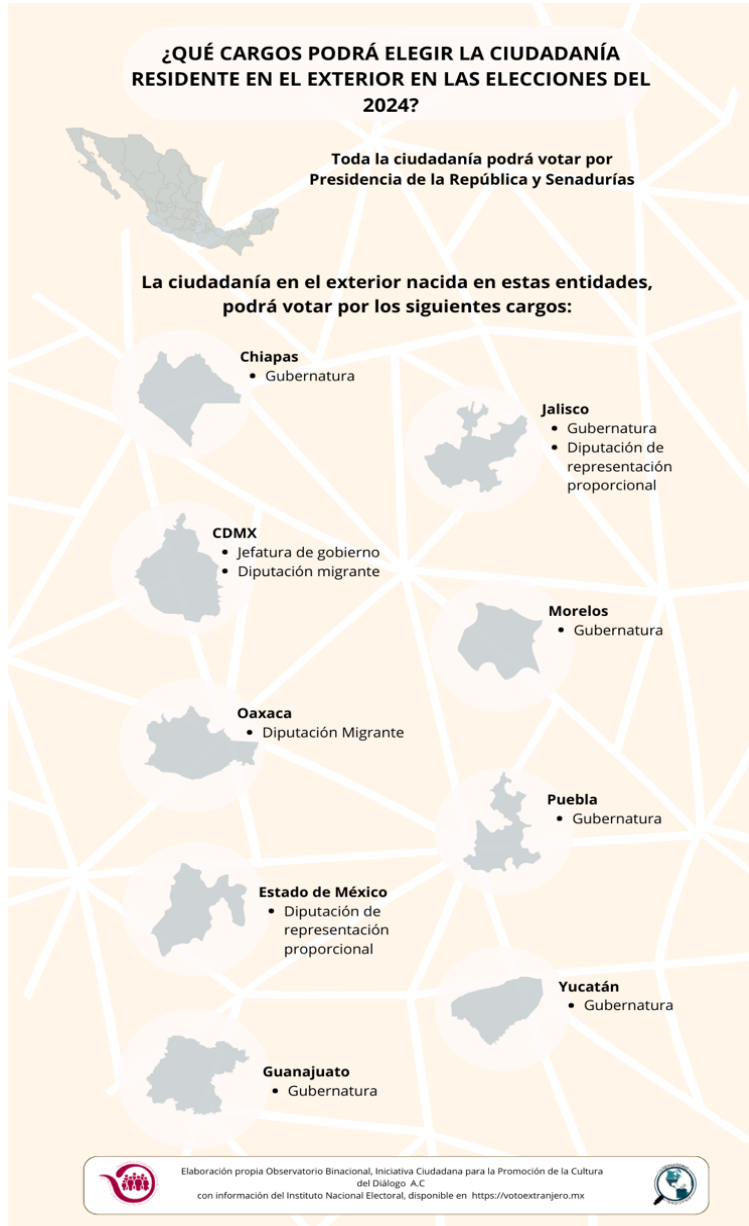 ¿QUÉ CARGOS PODRÁ ELEGIR LA CIUDADANÍA
RESIDENTE EN EL EXTERIOR EN LAS ELECCIONES DEL
2024?
Toda la ciudadanía podrá votar por
Presidencia de la República y Senadurías
La ciudadanía en el exterior nacida en estas entidades,
podrá votar por los siguientes cargos:
Chiapas
• Gubernatura
Jalisco
• Gubernatura
• Diputación de
representación
proporcional
CDMX
• Jefatura de gobierno
• Diputación migrante
Morelos
• Gubernatura
Oaxaca
• Diputación Migrante
Puebla
• Gubernatura
Estado de México
• Diputación de
representación
proporcional
Yucatán
• Gubernatura
Guanajuato
• Gubernatura
Elaboración propia Observatorio Binacional, Iniciativa Ciudadana para la Promoción de la Cultura
del Diálogo A.C
con información del Instituto Nacional Electoral, disponible en https://votoextranjero.mx